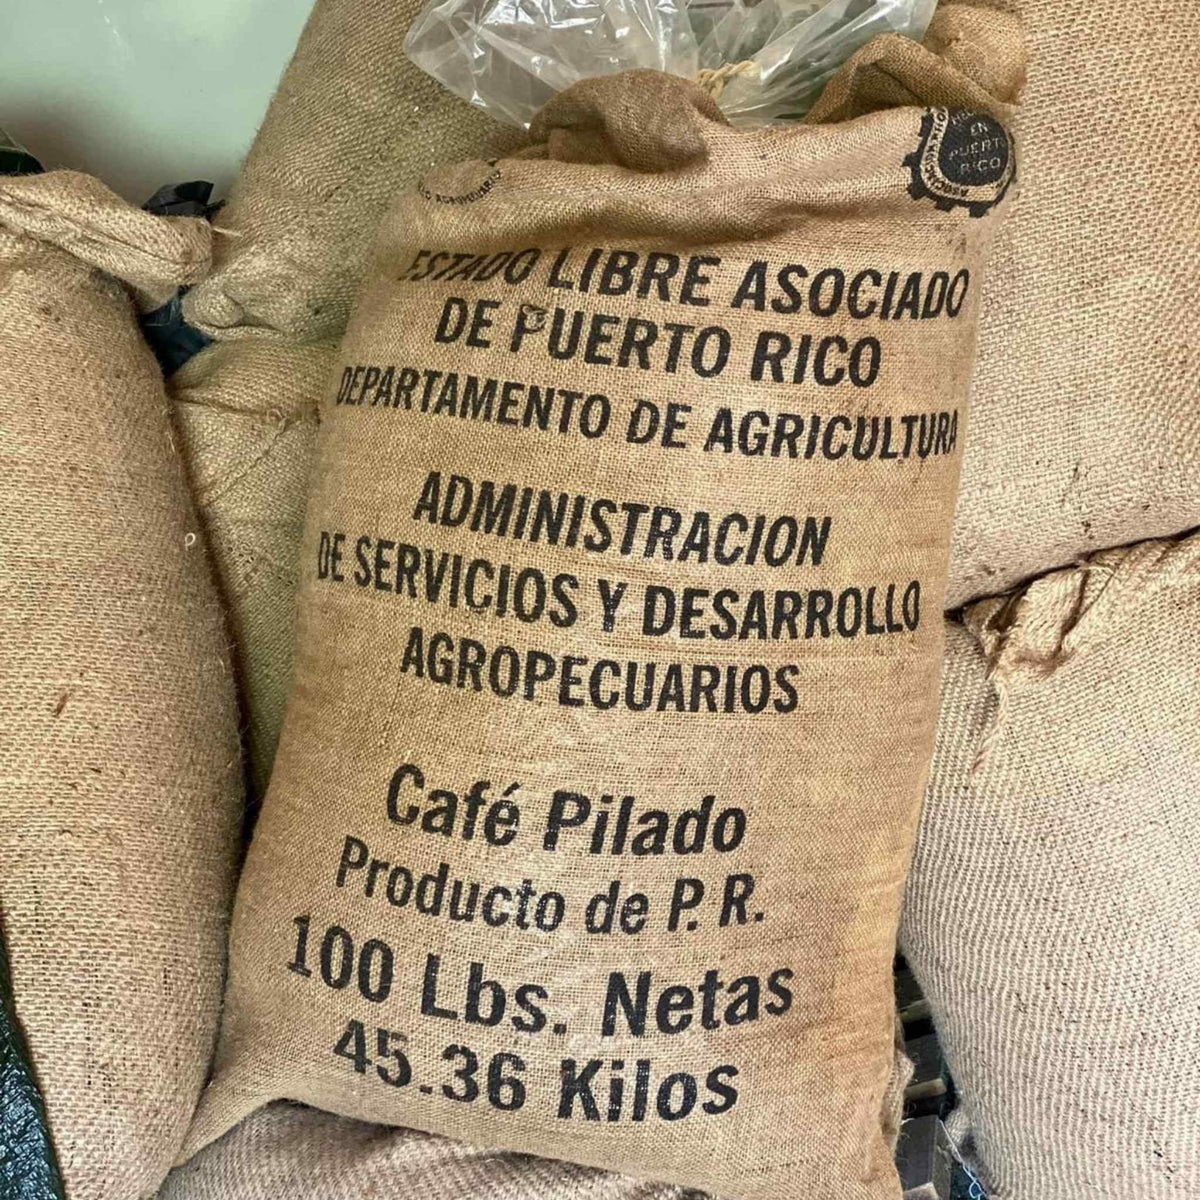 AGROPECUARIOS
EN
PUERTO
RICO
ESTADO LIBRE ASOCIADO
DE PUERTO RICO
DEPARTAMENTO DE AGRICULTURA
ADMINISTRACION
DE SERVICIOS Y DESARROLLO
AGROPECUARIOS
Café Pilado
Producto de P. R.
100 Lbs. Netas
45.36 Kilos